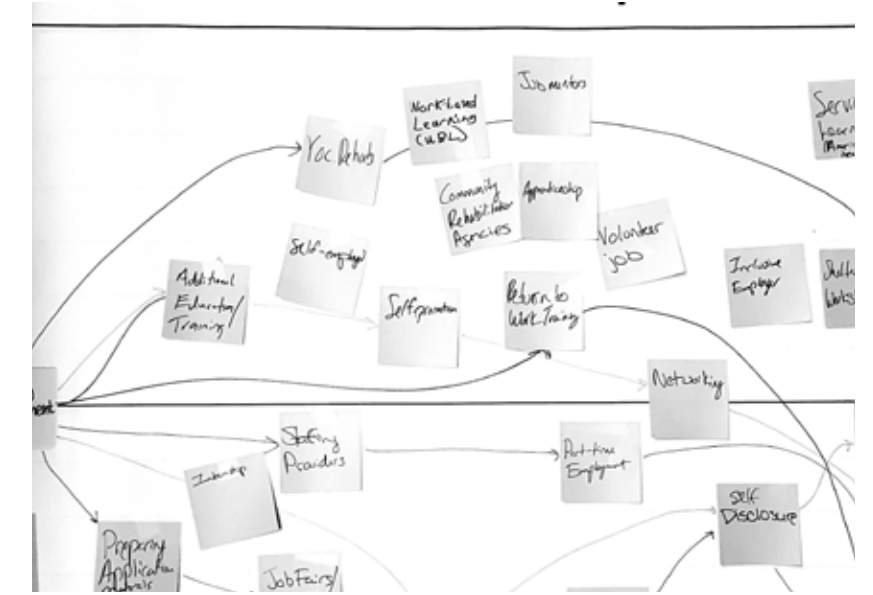 Job mentors
Work-based
Learning
(WBL)
Voc. Rehab
Community
Rehabilitation
Agencies
Apprenticeship
Volunteer
job
Self-employed
Additional
Education/
Training
Self promotion
Return to
Work Training
Inclusive
Employer
Networking
Staffing
Providers
Part-time
Employment
Internship
Self
Disclosure
Preparing
Application
Job Fairs/